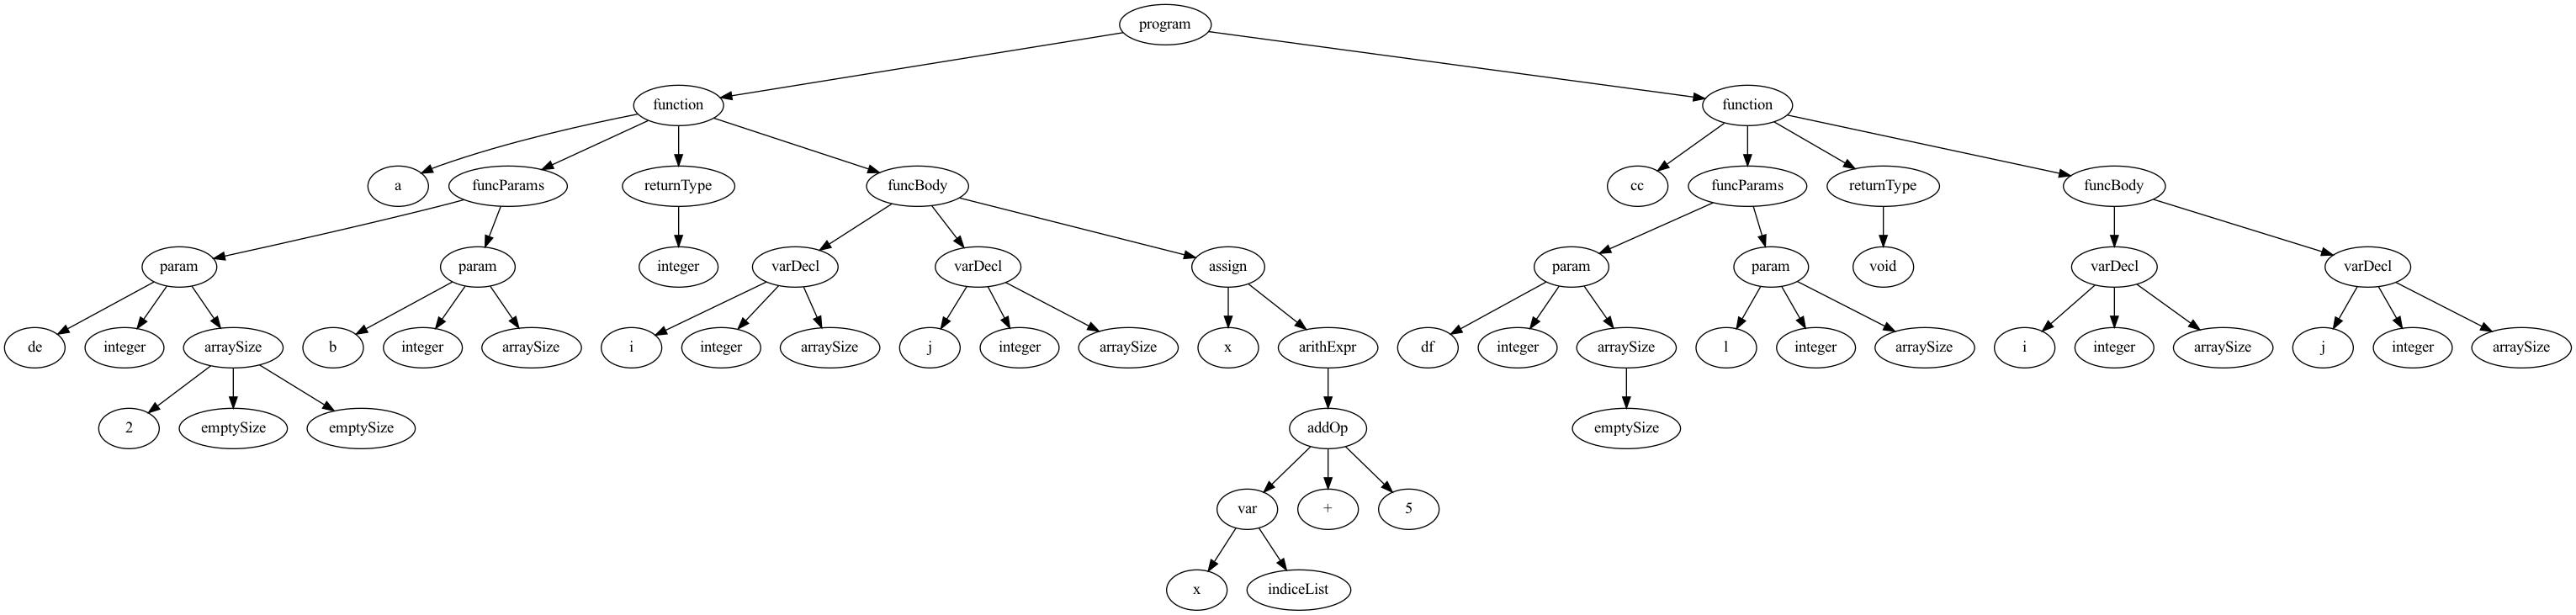 program
function function
a funcParams returnType funcBody cc funcParams returnType funcBody
param param integer varDecl varDecl assign param param void varDecl varDecl
de integer arraySize b integer arraySize i integer arraySize j integer arraySize x arithExpr df integer arraySize l integer arraySize i integer arraySize j integer arraySize
2 emptySize emptySize addOp emptySize
var + 5
x indiceList